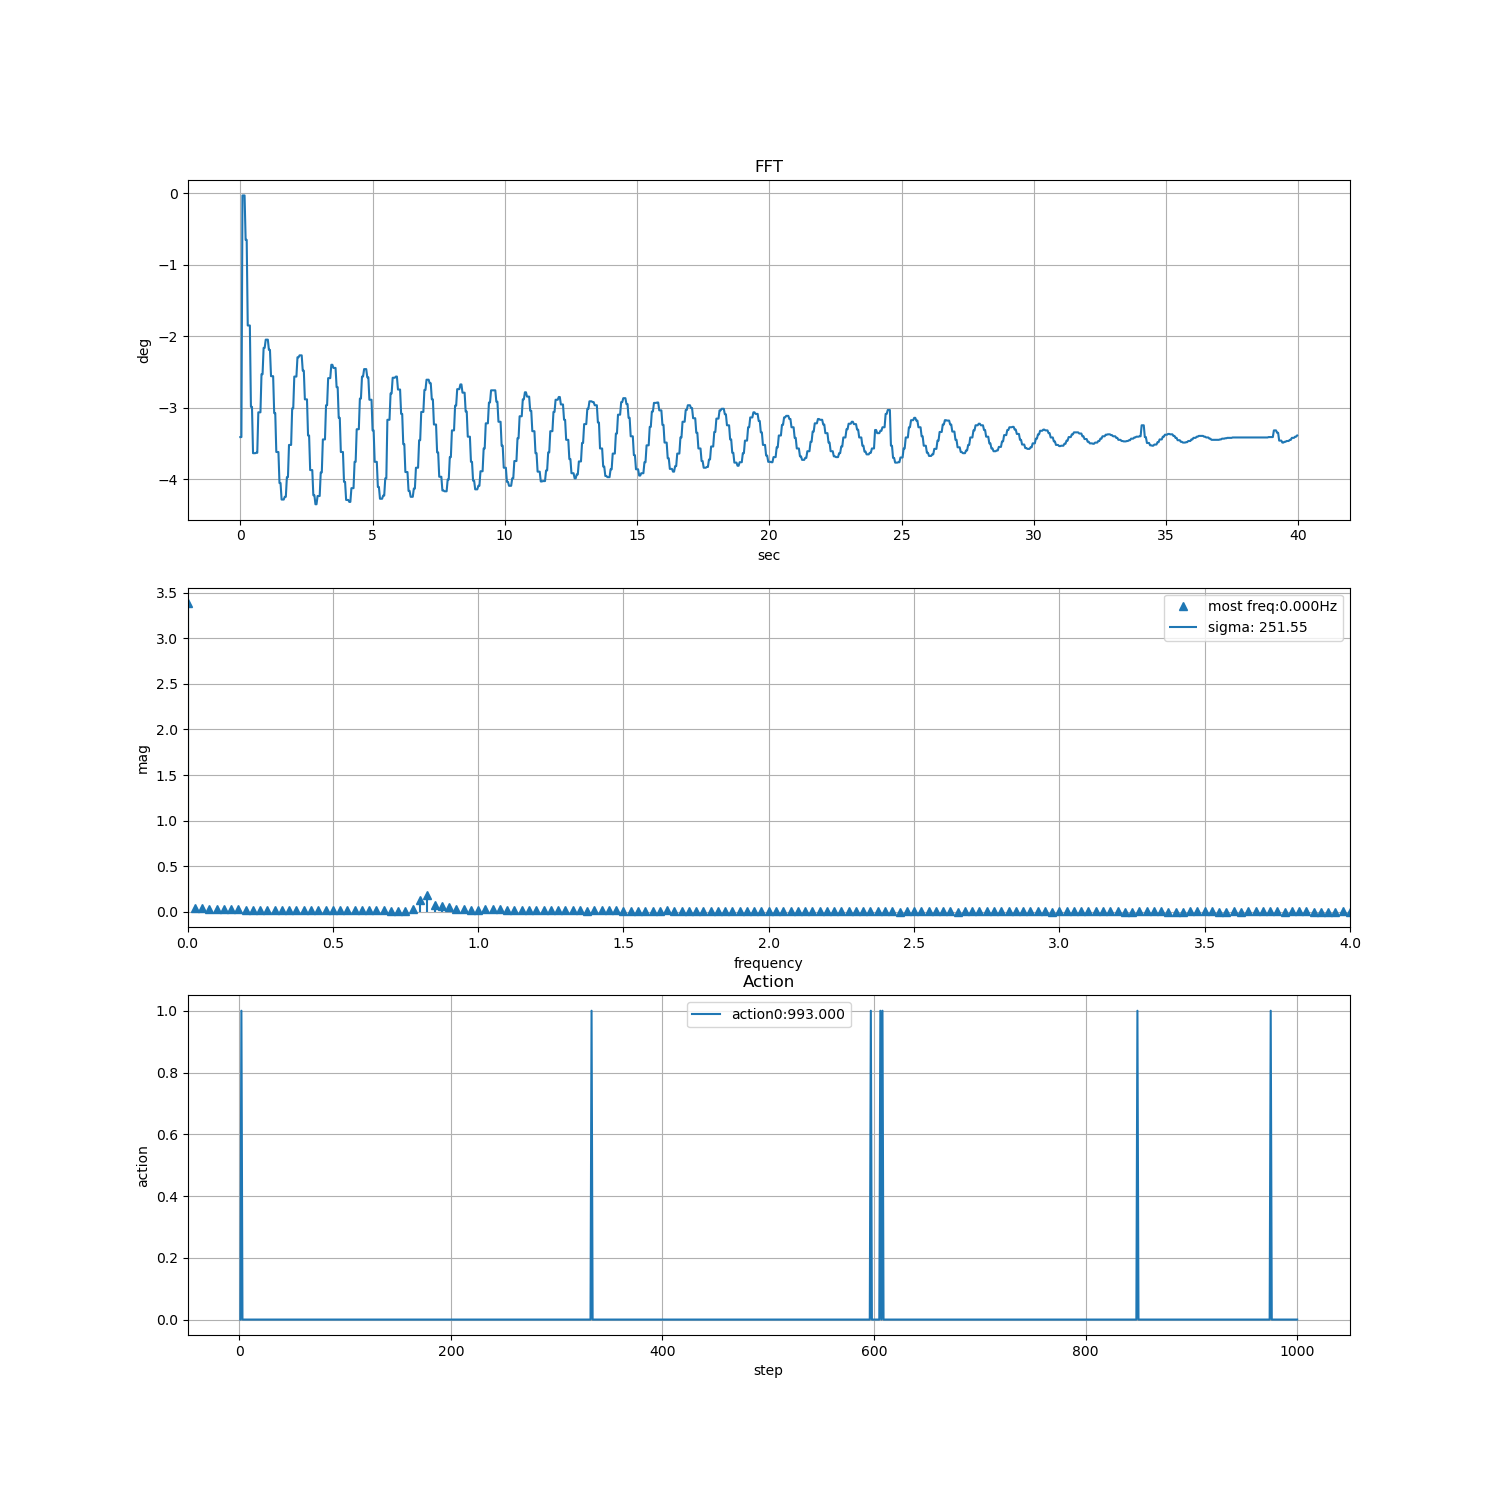 FFT
0
−1
−2
−3
−4
deg
0 5 10 15 20 25 30 35 40
sec
3.5
3.0
2.5
2.0
1.5
1.0
0.5
0.0
mag
most freq:0.000Hz
sigma: 251.55
0.0 0.5 1.0 1.5 2.0 2.5 3.0 3.5 4.0
frequency
Action
1.0
0.8
0.6
0.4
0.2
0.0
action
action0:993.000
0 200 400 600 800 1000
step